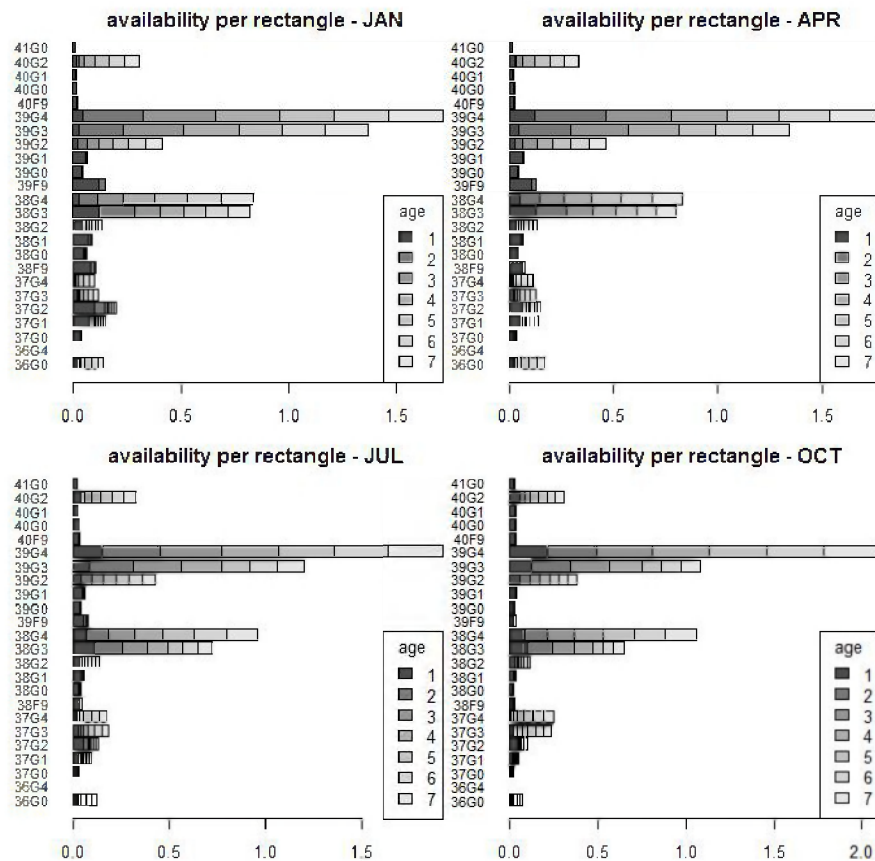 availability per rectangle - JAN
41G0
40G2
40G1
40G0
40F9
39G4
39G3
39G2
39G1
39G0
39F9
38G4
38G3
38G2
38G1
38G0
38F9
37G4
37G3
37G2
37G1
37G0
36G4
36G0
age
1
2
3
4
5
6
7
0.0 0.5 1.0 1.5
availability per rectangle - APR
41G0
40G2
40G1
40G0
40F9
39G4
39G3
39G2
39G1
39G0
39F9
38G4
38G3
38G2
38G1
38G0
38F9
37G4
37G3
37G2
37G1
37G0
36G4
36G0
age
1
2
3
4
5
6
7
0.0 0.5 1.0 1.5
availability per rectangle - JUL
41G0
40G2
40G1
40G0
40F9
39G4
39G3
39G2
39G1
39G0
39F9
38G4
38G3
38G2
38G1
38G0
38F9
37G4
37G3
37G2
37G1
37G0
36G4
36G0
age
1
2
3
4
5
6
7
0.0 0.5 1.0 1.5
availability per rectangle - OCT
41G0
40G2
40G1
40G0
40F9
39G4
39G3
39G2
39G1
39G0
39F9
38G4
38G3
38G2
38G1
38G0
38F9
37G4
37G3
37G2
37G1
37G0
36G4
36G0
age
1
2
3
4
5
6
7
0.0 0.5 1.0 1.5 2.0